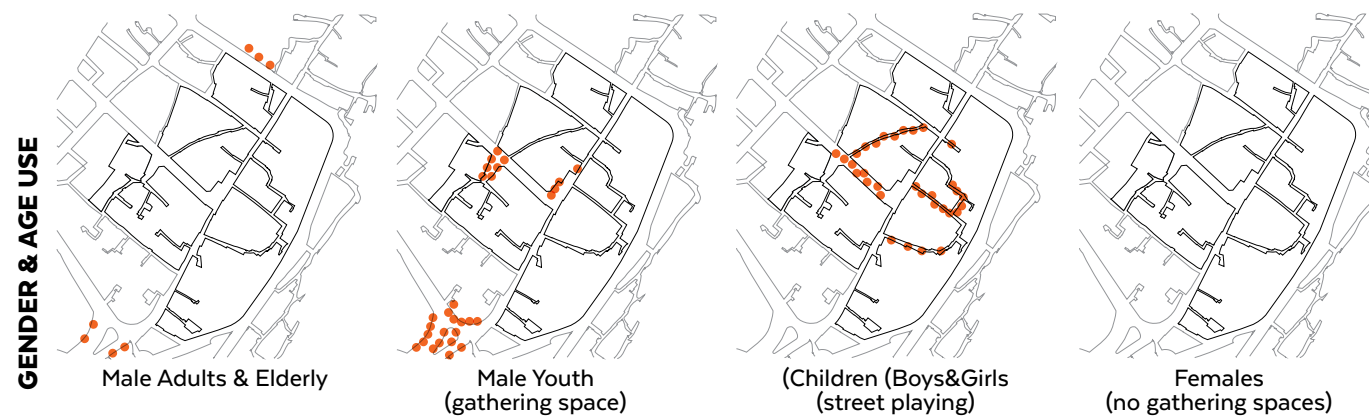 GENDER & AGE USE
Male Adults & Elderly
Male Youth
(gathering space)
(Children (Boys&Girls
(street playing)
Females
(no gathering spaces)